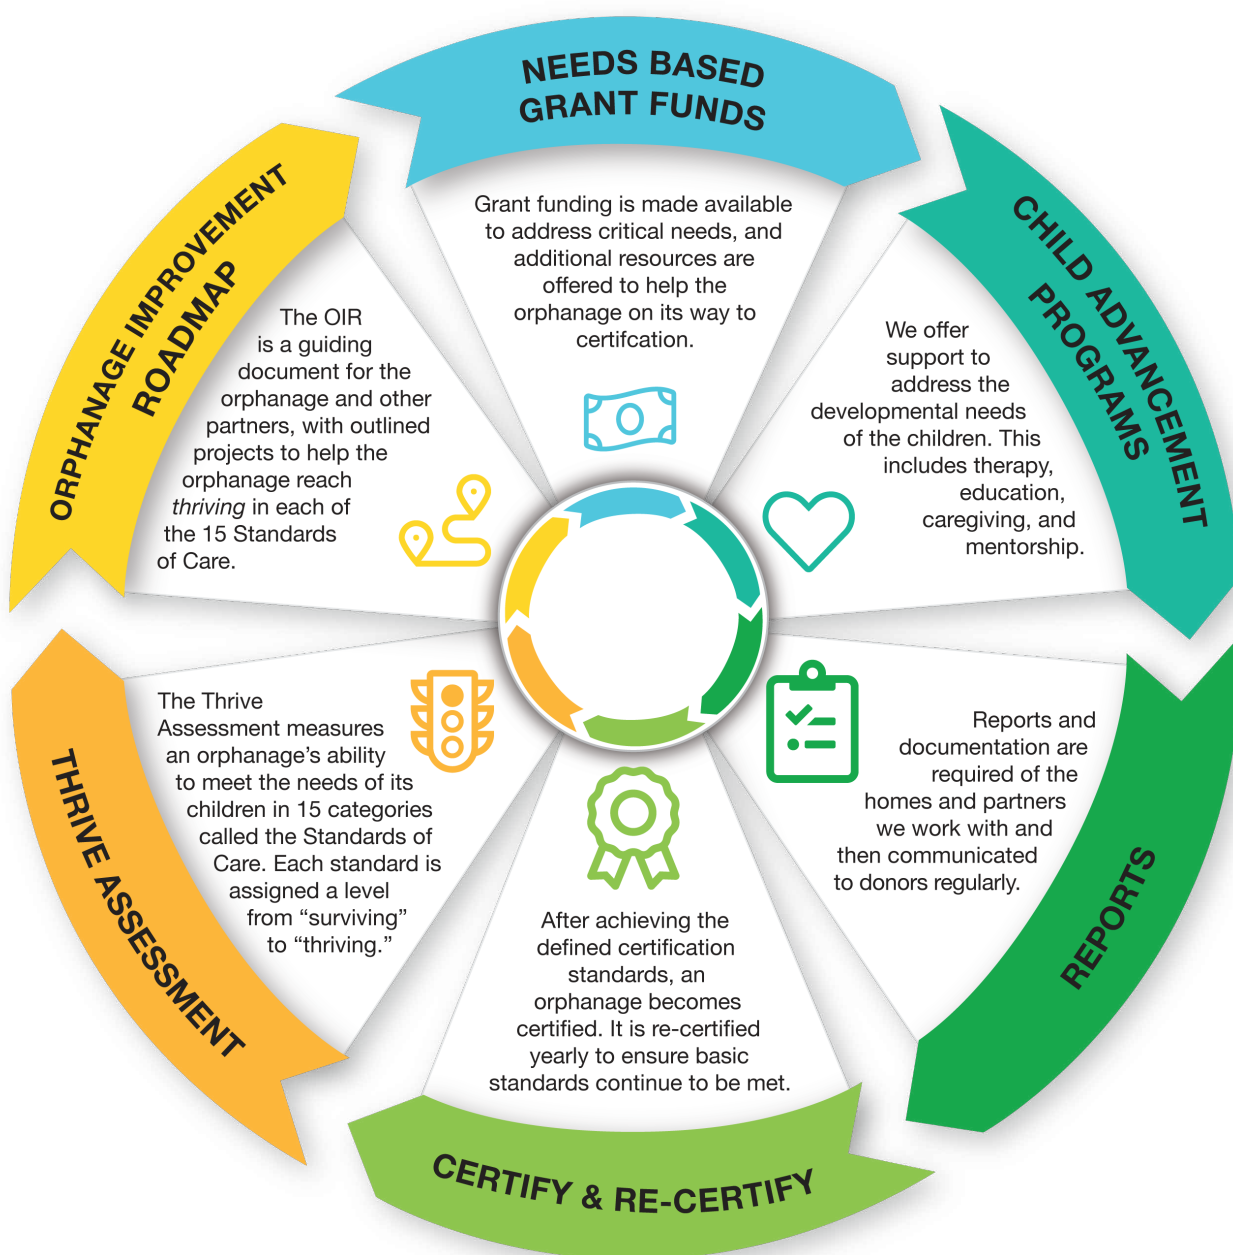 NEEDS BASED
GRANT FUNDS
Grant funding is made available
to address critical needs, and
additional resources are
offered to help the
orphanage on its way to
certifcation.
CHILD ADVANCEMENT
PROGRAMS
We offer
support to
address the
developmental needs
of the children. This
includes therapy,
education,
caregiving, and
mentorship.
REPORTS
Reports and
documentation are
required of the
homes and partners
we work with and
then communicated
to donors regularly.
CERTIFY & RE-CERTIFY
After achieving the
defined certification
standards, an
orphanage becomes
certified. It is re-certified
yearly to ensure basic
standards continue to be met.
THRIVE ASSESSMENT
The Thrive
Assessment measures
an orphanage’s ability
to meet the needs of its
children in 15 categories
called the Standards of
Care. Each standard is
assigned a level
from “surviving”
to “thriving.”
ORPHANAGE IMPROVEMENT
ROADMAP
The OIR
is a guiding
document for the
orphanage and other
partners, with outlined
projects to help the
orphanage reach
thriving in each of
the 15 Standards
of Care.